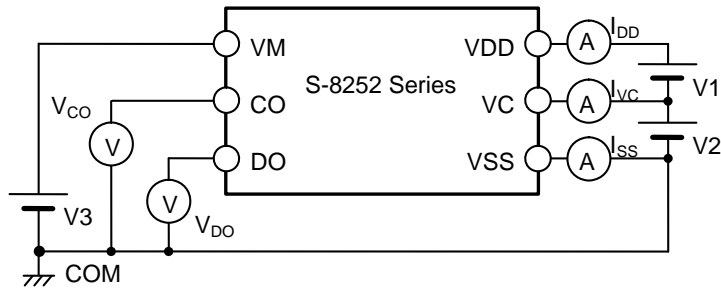 S-8252 Series
VM
CO
DO
VDD
VC
VSS
A
A
A
I_DD
I_VC
I_SS
V1
V2
V_CO
V
V
V_DO
V3
COM